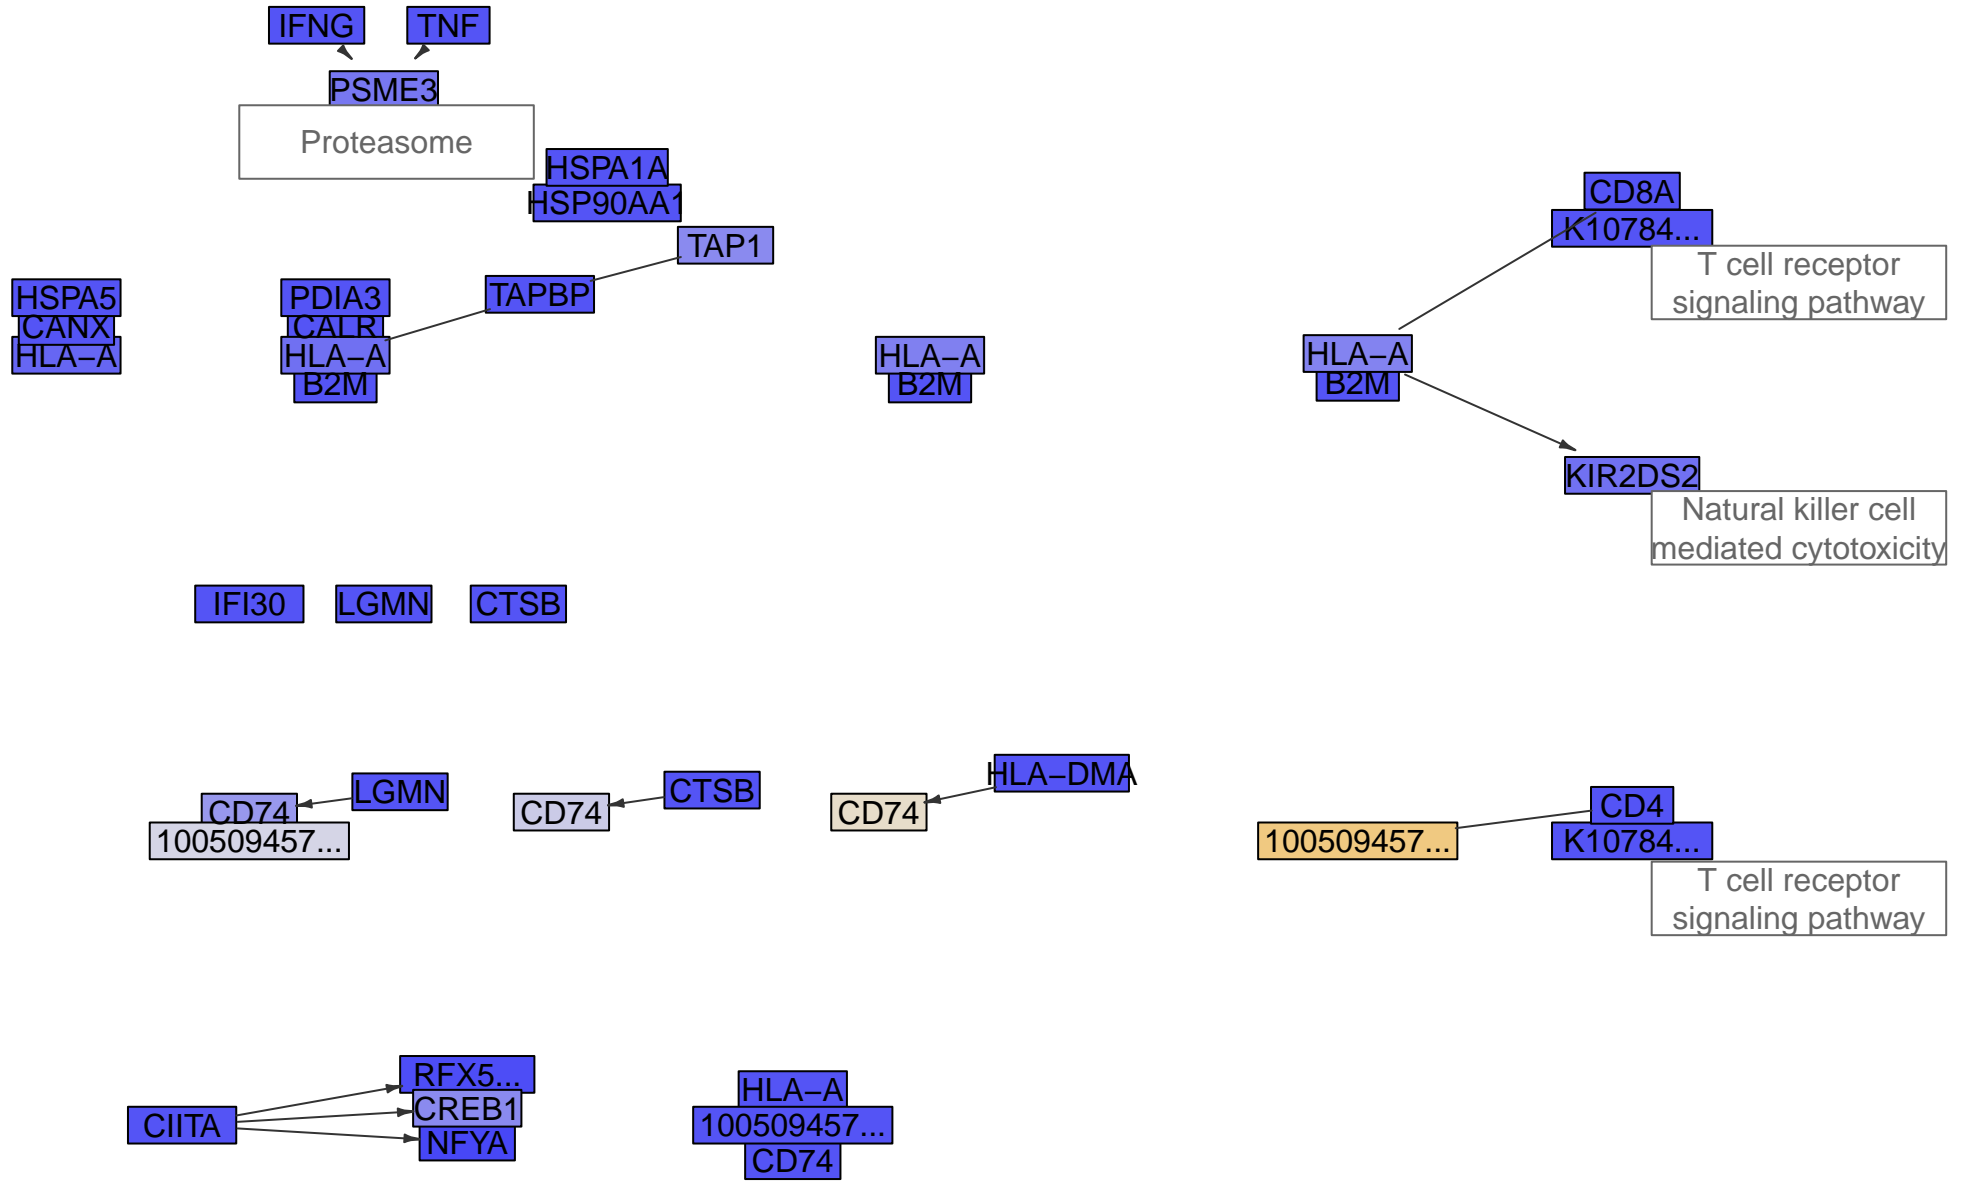 IFNG
TNF
PSME3
Proteasome
HSPA1A
HSP90AA1
CD8A
K10784...
T cell receptor
signaling pathway
TAP1
TAPBP
HSPA5
CANX
HLA−A
PDIA3
CALR
HLA−A
B2M
HLA−A
B2M
HLA−A
B2M
KIR2DS2
Natural killer cell
mediated cytotoxicity
IFI30
LGMN
CTSB
CD74
100509457...
LGMN
CD74
CTSB
CD74
HLA−DMA
100509457...
CD4
K10784...
T cell receptor
signaling pathway
CIITA
RFX5...
CREB1
NFYA
HLA−A
100509457...
CD74